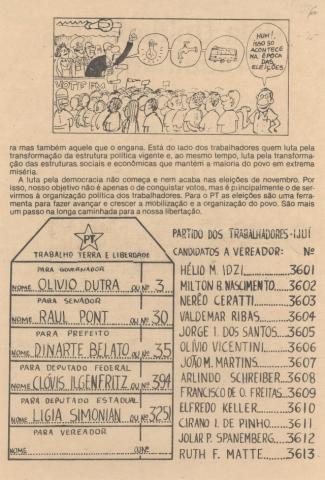 VOTE EM
HUH!
ISSO SÓ
ACONTECE
NA ÉPOCA
DAS
ELEIÇÕES!
ra mas também aquele que o engana. Está do lado dos trabalhadores quem luta pela
transformação da estrutura política vigente e, ao mesmo tempo, luta pela transforma-
ção das estruturas sociais e econômicas que mantém a maioria do povo em extrema
miséria.
A luta pela democracia não começa e nem acaba nas eleições de novembro. Por
isso, nosso objetivo não é apenas o de conquistar votos, mas é principalmente o de ser-
virmos à organização política dos trabalhadores. Para o PT as eleições são uma ferra-
menta para fazer avançar e crescer a mobilização e a organização do povo. São mais
um passo na longa caminhada para a nossa libertação.
PT
TRABALHO TERRA E LIBERDADE
PARA GOVERNADOR
NOME OLIVIO DUTRA OU Nº 3
PARA SENADOR
NOME RAUL PONT OU Nº 30
PARA PREFEITO
NOME DINARTE BELATO OU Nº 35
PARA DEPUTADO FEDERAL
NOME CLÓVIS ILGENFRITZ OU Nº 394
PARA DEPUTADO ESTADUAL
NOME LIGIA SIMONIAN OU Nº 3251
PARA VEREADOR
NOME OU Nº
PARTIDO DOS TRABALHADORES-IJUÍ
CANDIDATOS A VEREADOR: Nº
HÉLIO M. IDZI 3601
MILTON B. NASCIMENTO 3602
NERÊO CERATTI 3603
VALDEMAR RIBAS 3604
JORGE I. DOS SANTOS 3605
OLÍVIO VICENTINI 3606
JOÃO M. MARTINS 3607
ARLINDO SCHREIBER 3608
FRANCISCO DE O. FREITAS 3609
ELFREDO KELLER 3610
CIRANO I. DE PINHO 3611
JOLAR P. SPANEMBERG 3612
RUTH F. MATTE 3613